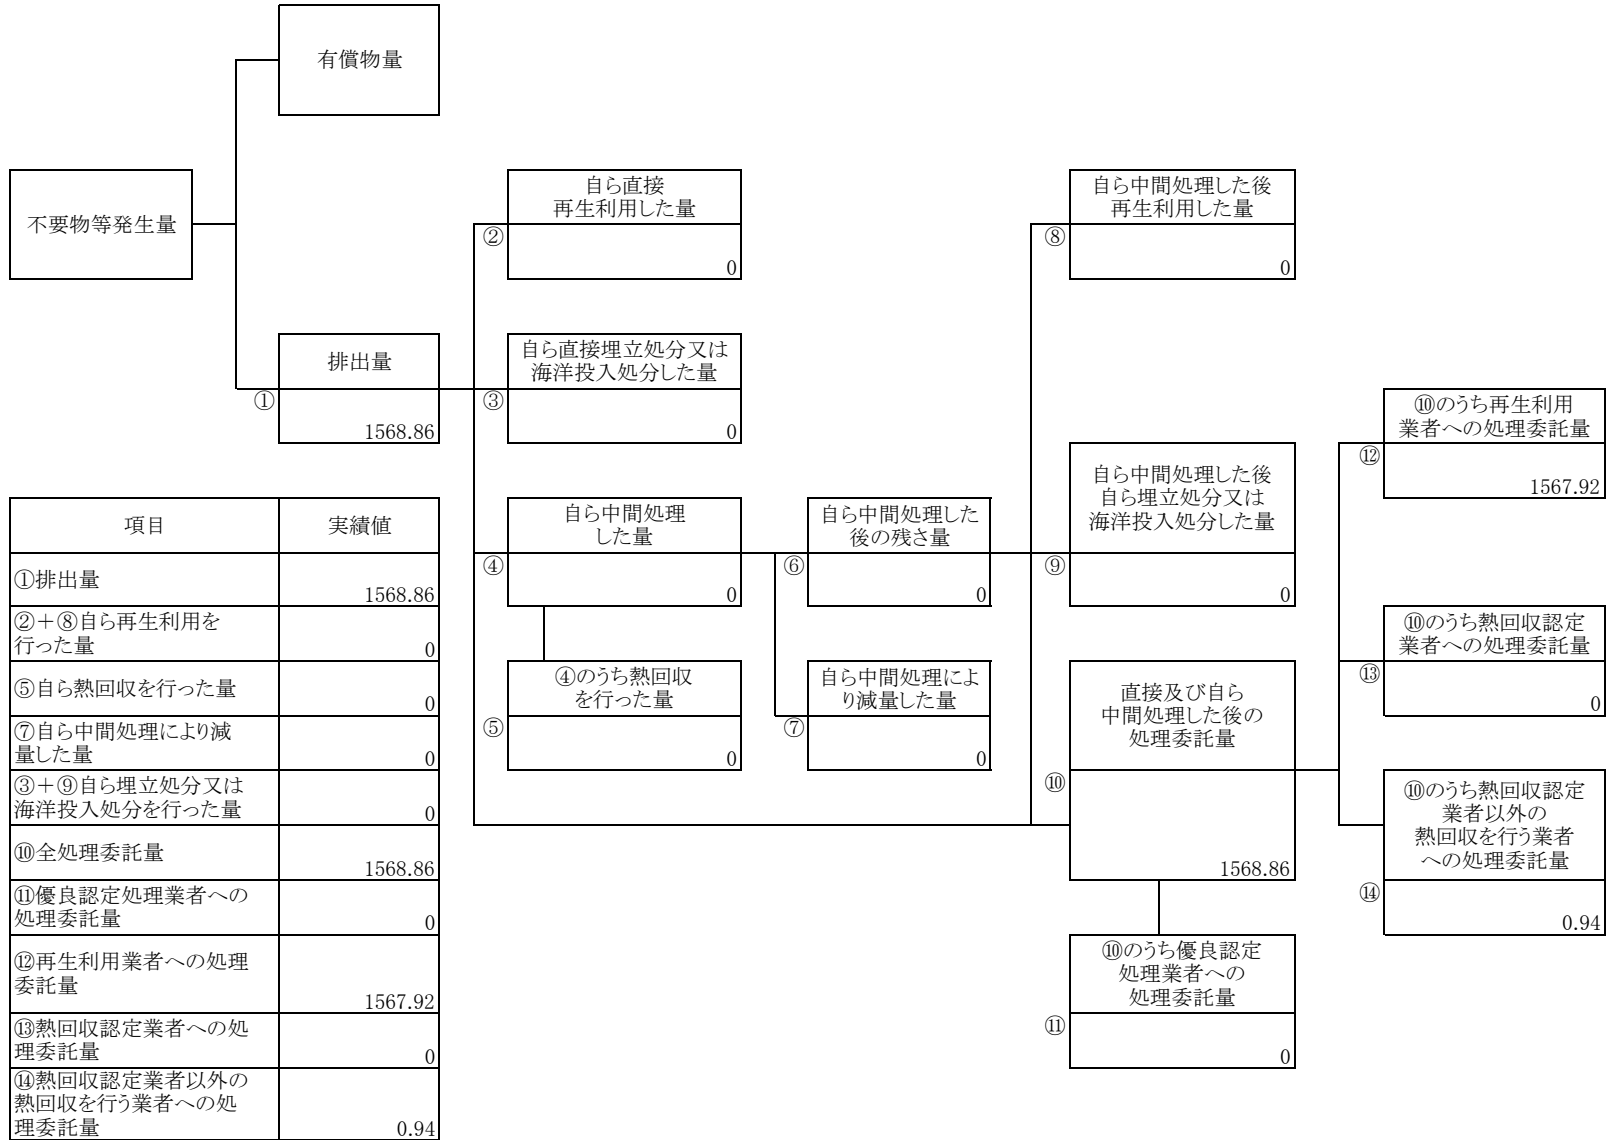 有償物量
不要物等発生量
自ら直接
再生利用した量
②
0
自ら中間処理した後
再生利用した量
⑧
0
排出量
①
1568.86
自ら直接埋立処分又は
海洋投入処分した量
③
0
⑩のうち再生利用
業者への処理委託量
⑫
1567.92
自ら中間処理
した量
④
0
自ら中間処理した
後の残さ量
⑥
0
自ら中間処理した後
自ら埋立処分又は
海洋投入処分した量
⑨
0
④のうち熱回収
を行った量
⑤
0
自ら中間処理によ
り減量した量
⑦
0
直接及び自ら
中間処理した後の
処理委託量
⑩
1568.86
⑩のうち熱回収認定
業者への処理委託量
⑬
0
⑩のうち熱回収認定
業者以外の
熱回収を行う業者
への処理委託量
⑭
0.94
⑩のうち優良認定
処理業者への
処理委託量
⑪
0
項目 実績値
①排出量
1568.86
②+⑧自ら再生利用を
行った量
0
⑤自ら熱回収を行った量
0
⑦自ら中間処理により減
量した量
0
③+⑨自ら埋立処分又は
海洋投入処分を行った量
0
⑩全処理委託量
1568.86
⑪優良認定処理業者への
処理委託量
0
⑫再生利用業者への処理
委託量
1567.92
⑬熱回収認定業者への処
理委託量
0
⑭熱回収認定業者以外の
熱回収を行う業者への処
理委託量
0.94